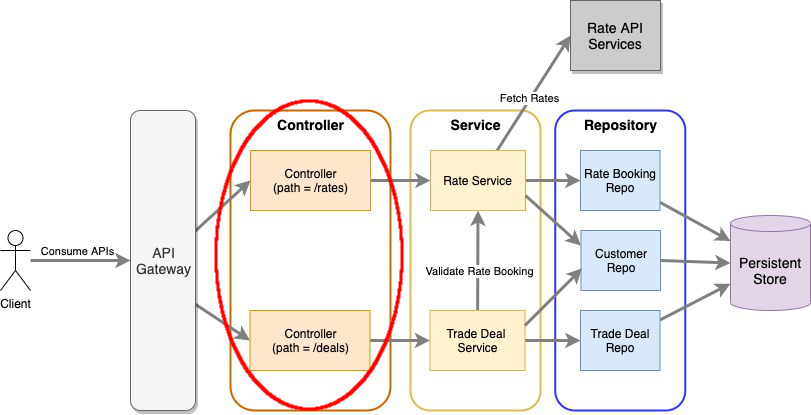 Rate API
Services
Fetch Rates
Controller
Service
Repository
Controller
(path = /rates)
Rate Service
Rate Booking
Repo
Client
Consume APIs
API
Gateway
Validate Rate Booking
Customer
Repo
Persistent
Store
Controller
(path = /deals)
Trade Deal
Service
Trade Deal
Repo